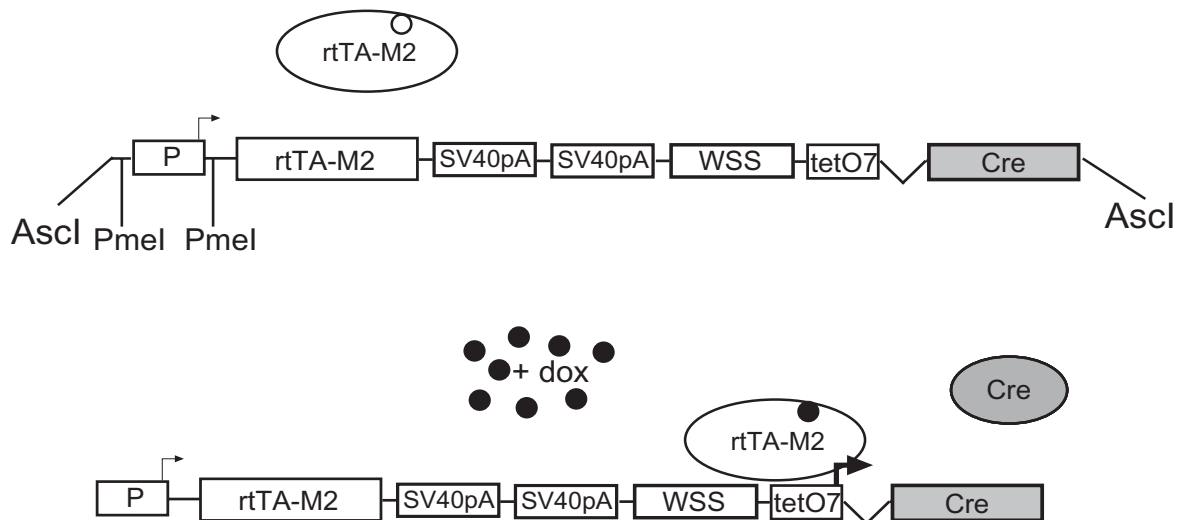 rtTA-M2
P rtTA-M2 SV40pA SV40pA WSS tetO7 Cre
AscI PmeI PmeI AscI
+ dox
Cre
rtTA-M2
P rtTA-M2 SV40pA SV40pA WSS tetO7 Cre